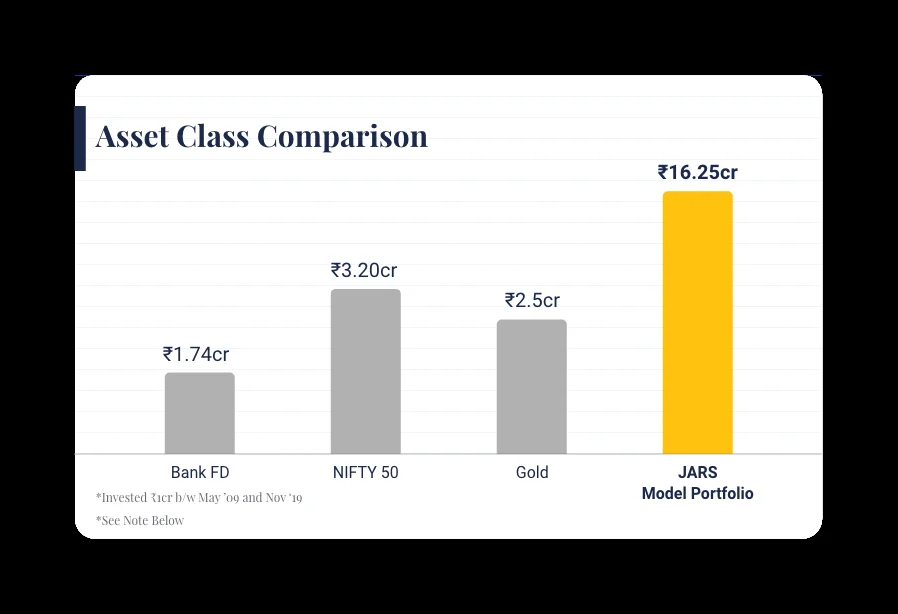 Asset Class Comparison
₹16.25cr
₹3.20cr
₹2.5cr
₹1.74cr
Bank FD
NIFTY 50
Gold
JARS
Model Portfolio
*Invested ₹1cr b/w May '09 and Nov '19
*See Note Below